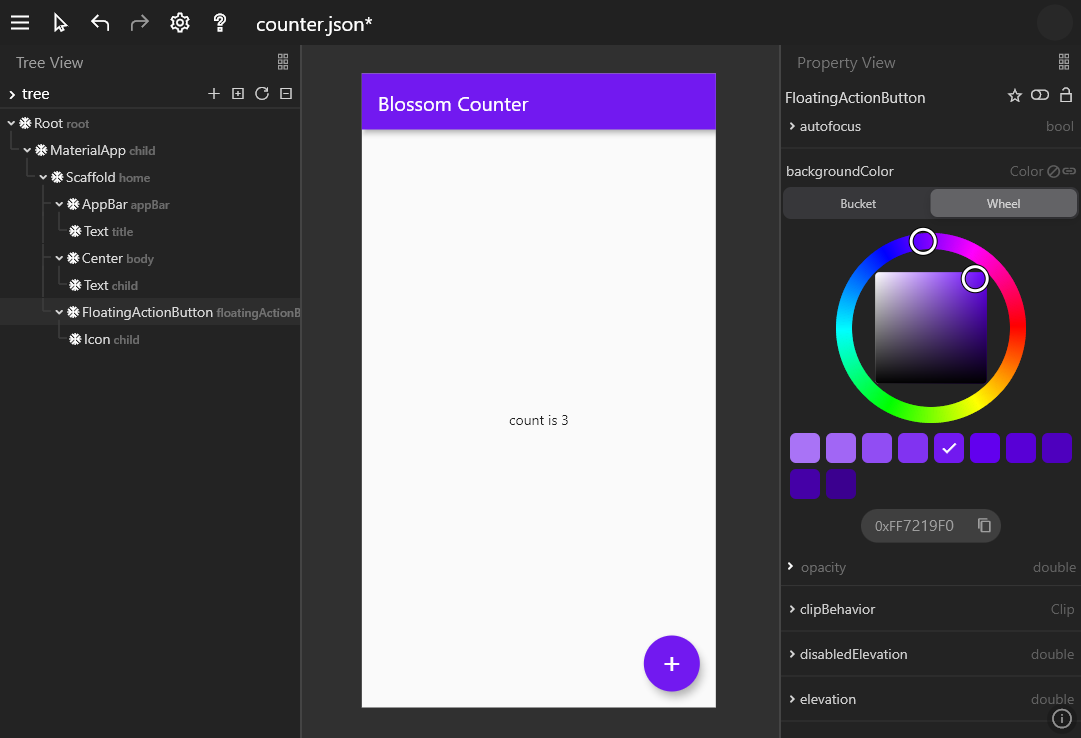 counter.json*
Tree View
tree
Root root
MaterialApp child
Scaffold home
AppBar appBar
Text title
Center body
Text child
FloatingActionButton floatingActionB
Icon child
Blossom Counter
count is 3
Property View
FloatingActionButton
autofocus bool
backgroundColor Color
Bucket Wheel
0xFF7219F0
opacity double
clipBehavior Clip
disabledElevation double
elevation double